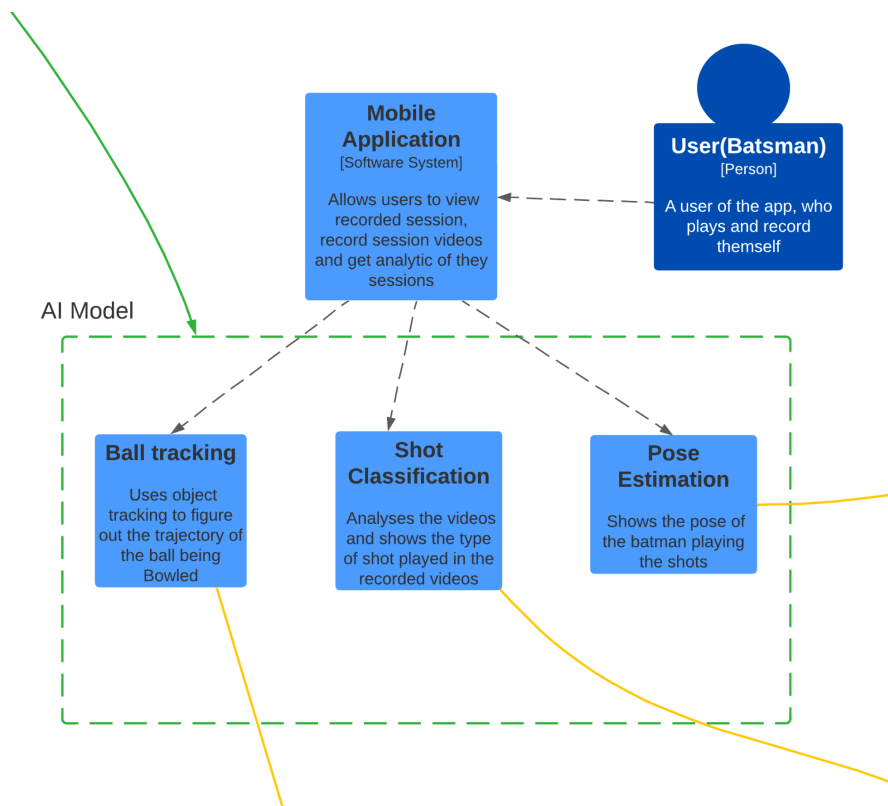 Mobile
Application
[Software System]
Allows users to view
recorded session,
record session videos
and get analytic of they
sessions
User(Batsman)
[Person]
A user of the app, who
plays and record
themself
AI Model
Ball tracking
Uses object
tracking to figure
out the trajectory of
the ball being
Bowled
Shot
Classification
Analyses the videos
and shows the type
of shot played in the
recorded videos
Pose
Estimation
Shows the pose of
the batman playing
the shots